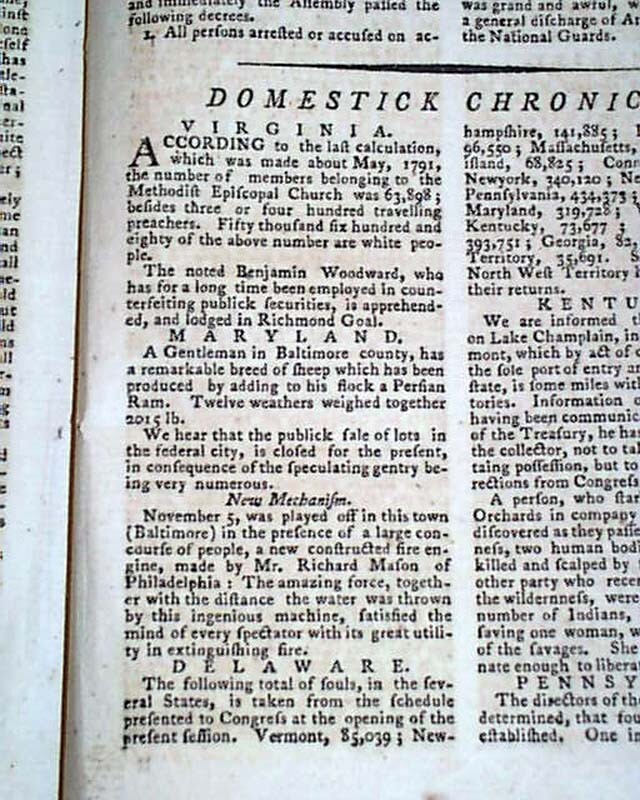 and immediately the Aſſembly paſſed the
following decrees.
1. All perſons arreſted or accuſed on ac-
was grand and awful, w
a general diſcharge of A
the National Guards.
DOMESTICK CHRONIC
VIRGINIA.
ACCORDING to the laſt calculation,
which was made about May, 1791,
the number of members belonging to the
Methodiſt Epiſcopal Church was 63,898;
beſides three or four hundred travelling
preachers. Fifty thouſand ſix hundred and
eighty of the above number are white peo-
ple.
The noted Benjamin Woodward, who
has for a long time been employed in coun-
terfeiting publick ſecurities, is apprehend-
ed, and lodged in Richmond Goal.
MARYLAND.
A Gentleman in Baltimore county, has
a remarkable breed of ſheep which has been
produced by adding to his flock a Perſian
Ram. Twelve weathers weighed together
2015 lb.
We hear that the publick ſale of lots in
the federal city, is cloſed for the preſent,
in conſequence of the ſpeculating gentry be-
ing very numerous.
New Mechaniſm.
November 5, was played off in this town
(Baltimore) in the preſence of a large con-
courſe of people, a new conſtructed fire en-
gine, made by Mr. Richard Maſon of
Philadelphia: The amazing force, togeth-
er with the diſtance the water was thrown
by this ingenious machine, ſatisfied the
mind of every ſpectator with its great utili-
ty in extinguiſhing fire.
DELAWARE.
The following total of ſouls, in the ſev-
eral States, is taken from the ſchedule
preſented to Congreſs at the opening of the
preſent ſeſſion. Vermont, 85,039; New-
hampſhire, 141,885;
96,550; Maſſachuſetts,
iſland, 68,825; Conn
Newyork, 340,120; Ne
Pennſylvania, 434,373;
Maryland, 319,728;
Kentucky, 73,677;
393,751; Georgia, 82,
Territory, 35,691. S
North Weſt Territory
their returns.
KENTU
We are informed t
on Lake Champlain, in
mont, which by act of c
the ſole port of entry an
ſtate, is ſome miles with
tories. Information o
having been communic
of the Treaſury, he has
the collector, not to tak
taing poſſeſſion, but to
rections from Congreſs
A perſon, who ſtar
Orchards in company
diſcovered as they paſſe
neſs, two human bodi
killed and ſcalped by
other party who rece
the wilderneſs, were
number of Indians,
ſaving one woman, w
of the ſavages. She
nate enough to liberat
PENNSY
The directors of th
determined, that fou
eſtabliſhed. One in